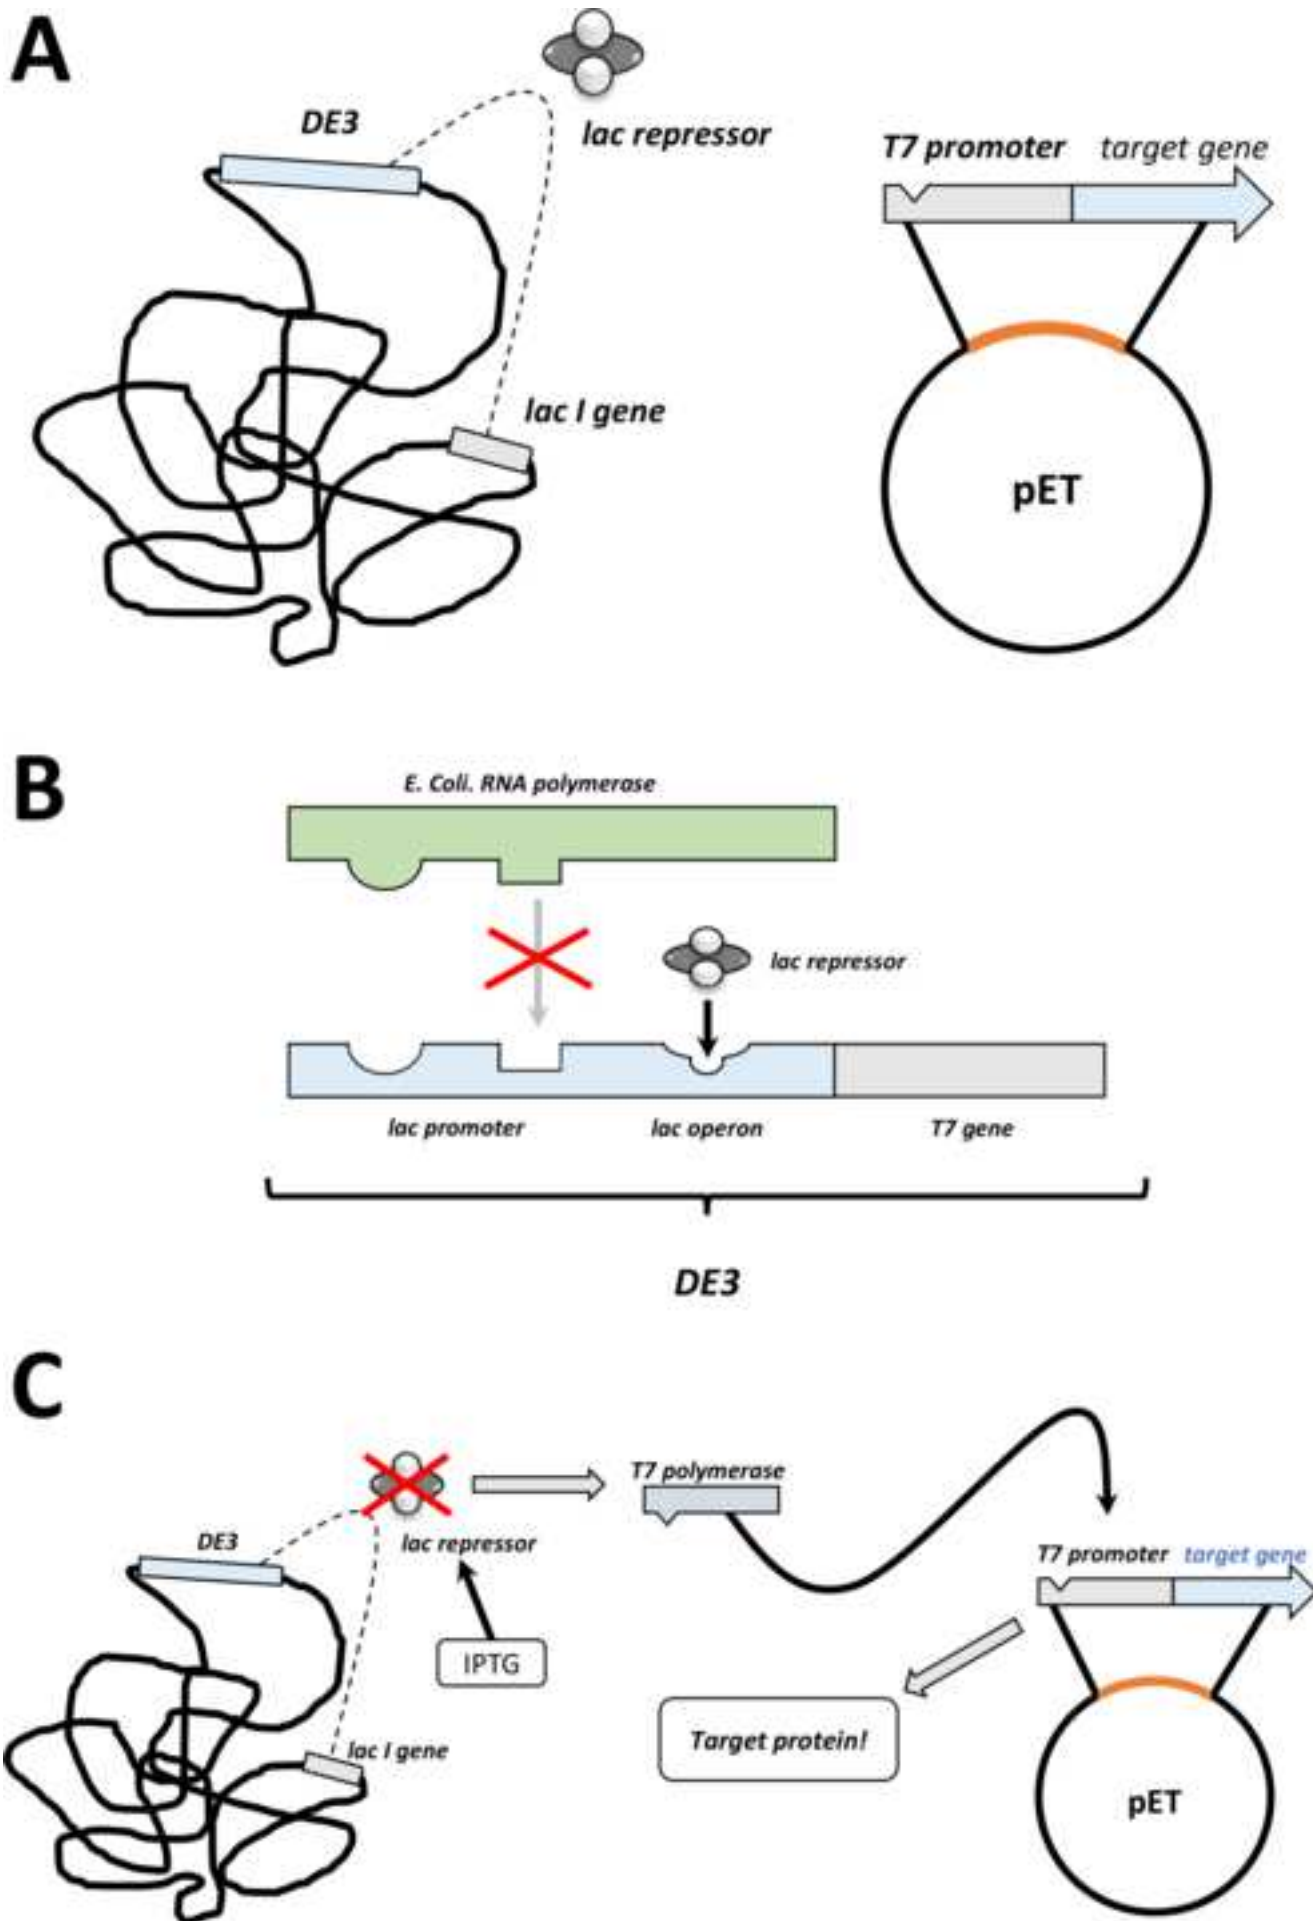 A
DE3
lac repressor
T7 promoter target gene
lac I gene
pET
B
E. Coli. RNA polymerase
lac repressor
lac promoter
lac operon
T7 gene
DE3
C
T7 polymerase
DE3
lac repressor
T7 promoter target gene
IPTG
Target protein!
lac I gene
pET